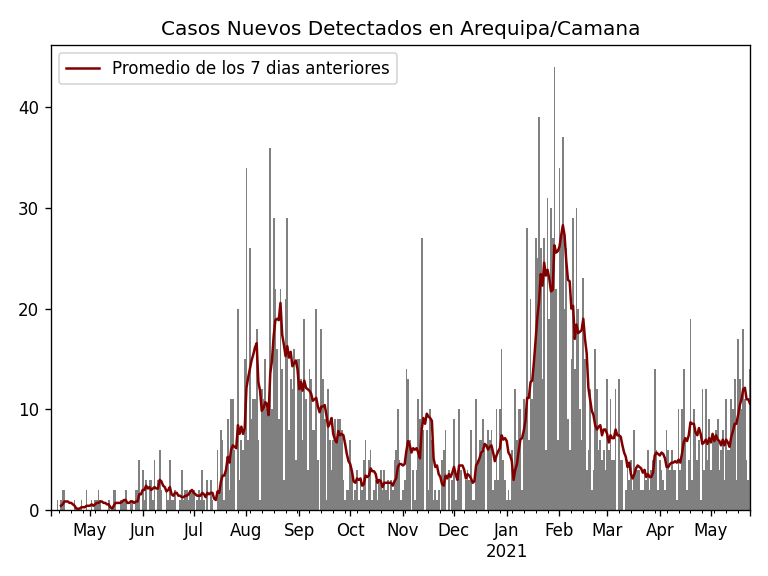 Casos Nuevos Detectados en Arequipa/Camana
Promedio de los 7 dias anteriores
40
30
20
10
0
May Jun Jul Aug Sep Oct Nov Dec Jan Feb Mar Apr May
2021